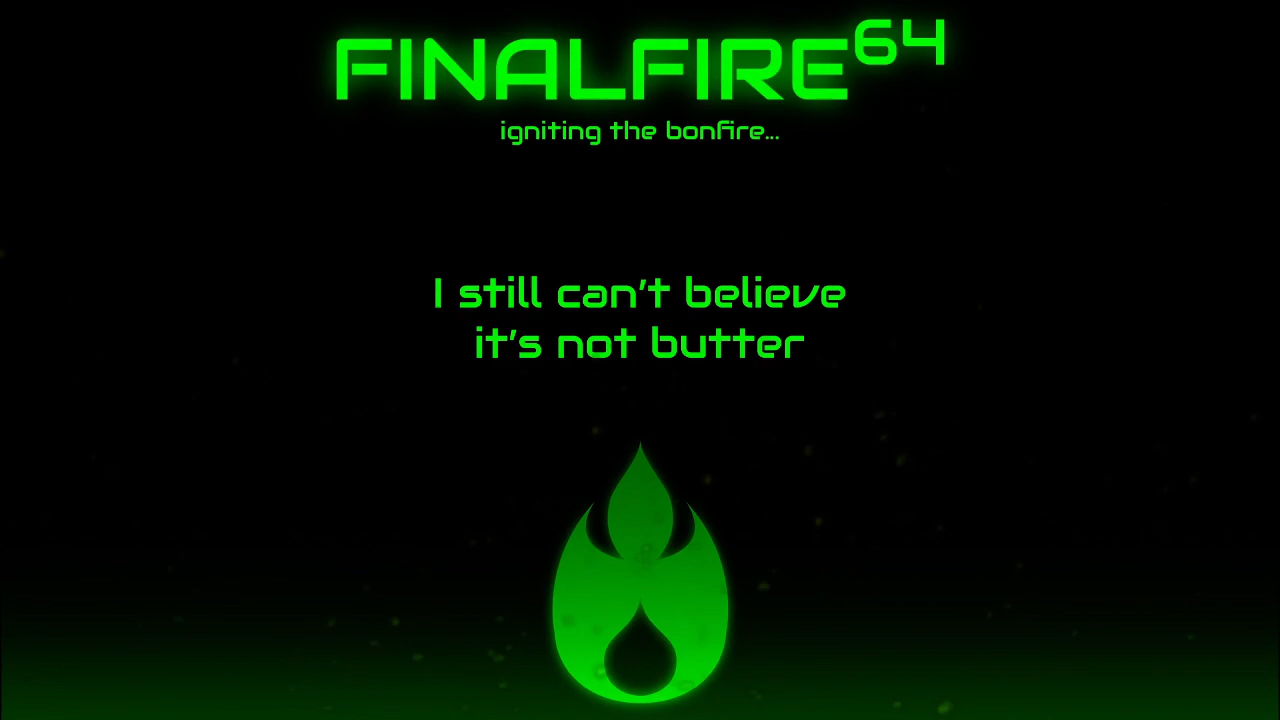 FINALFIRE64
igniting the bonfire...
I still can't believe
it's not butter